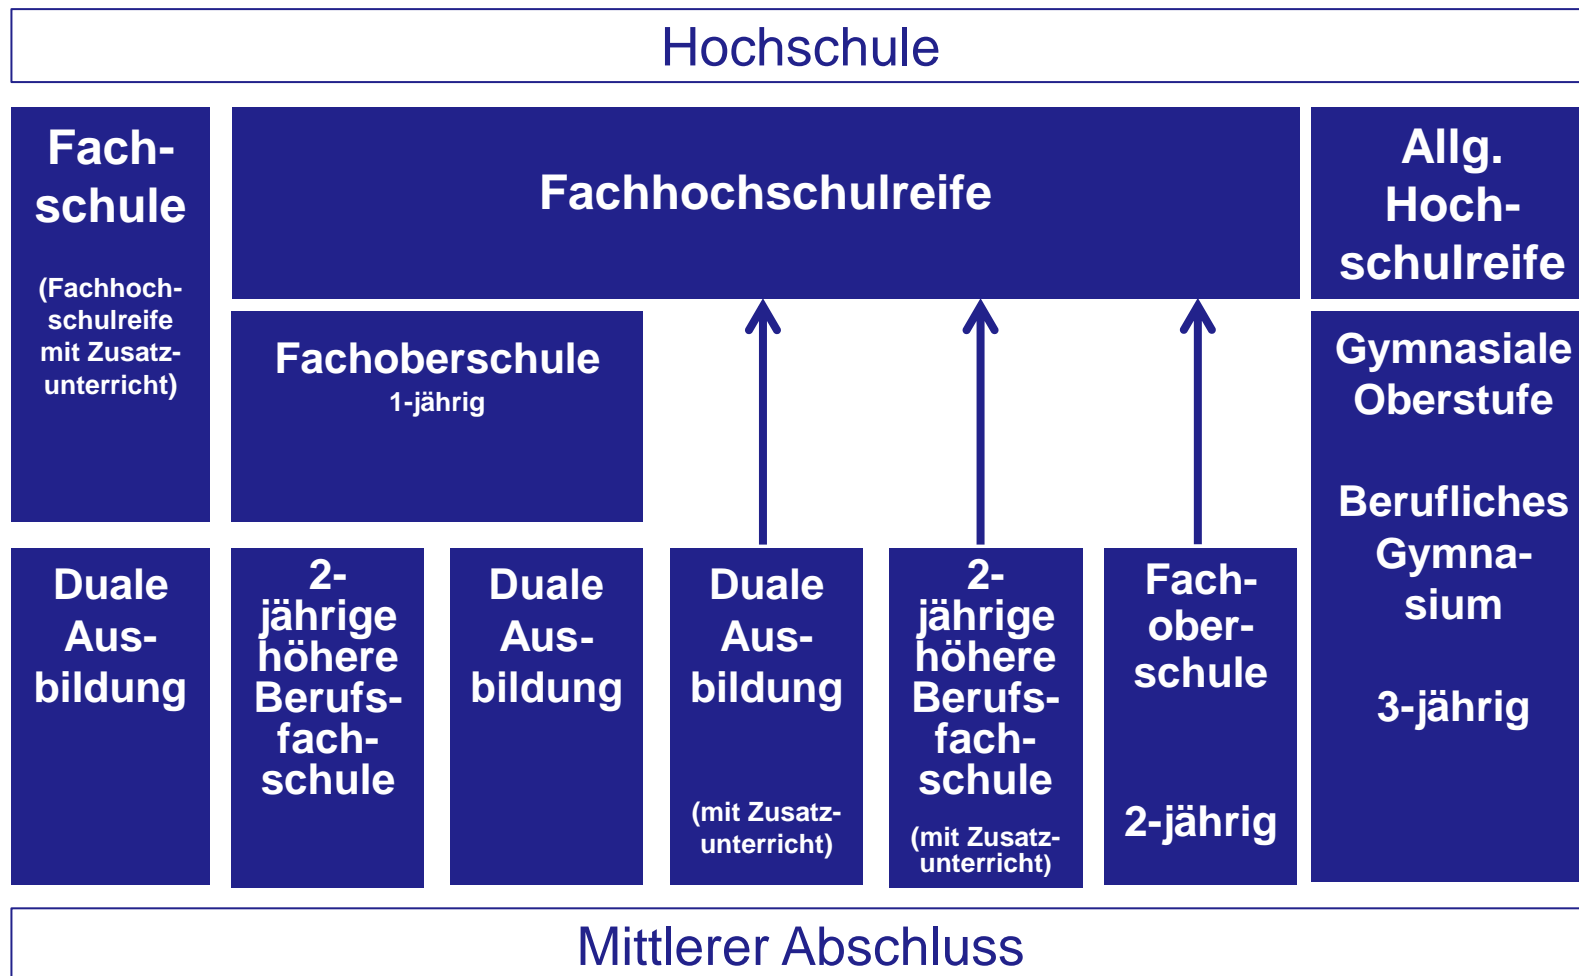 Hochschule
Fach-
schule
(Fachhoch-
schulreife
mit Zusatz-
unterricht)
Fachhochschulreife
Allg.
Hoch-
schulreife
Fachoberschule
1-jährig
Gymnasiale
Oberstufe
Berufliches
Gymna-
sium
3-jährig
Duale
Aus-
bildung
2-
jährige
höhere
Berufs-
fach-
schule
Duale
Aus-
bildung
Duale
Aus-
bildung
(mit Zusatz-
unterricht)
2-
jährige
höhere
Berufs-
fach-
schule
(mit Zusatz-
unterricht)
Fach-
ober-
schule
2-jährig
Mittlerer Abschluss